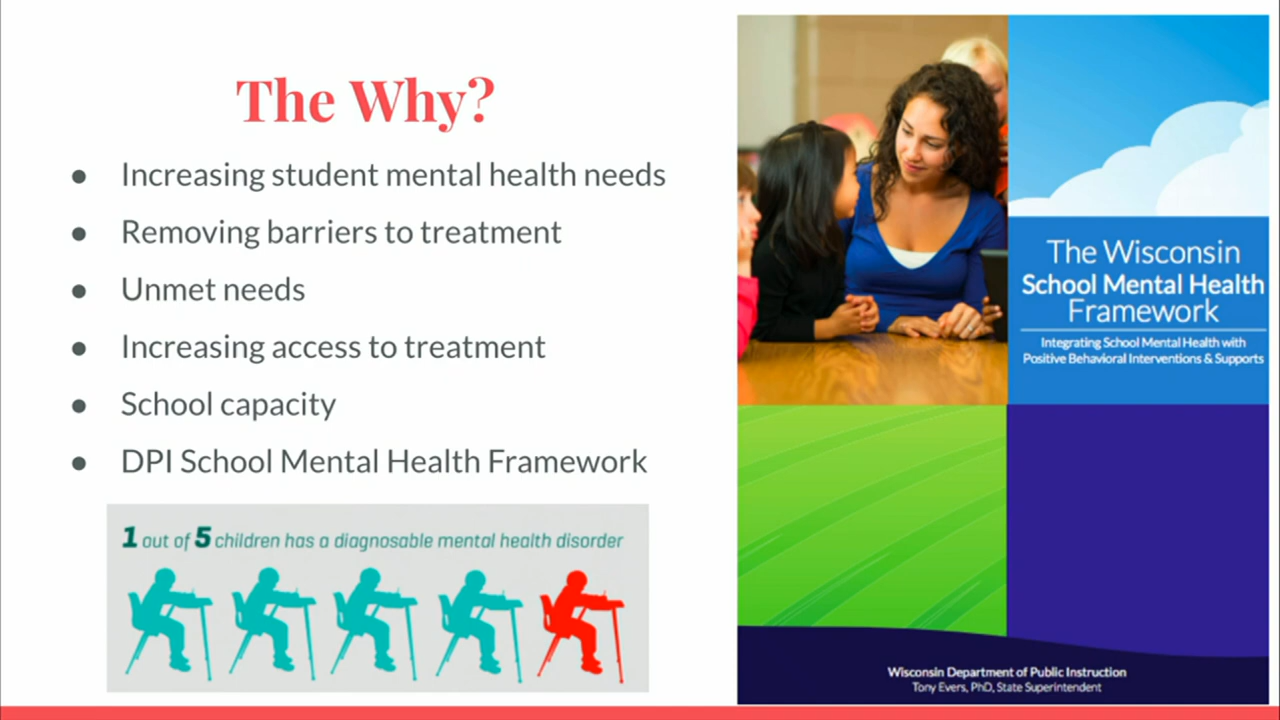 The Why?
● Increasing student mental health needs
● Removing barriers to treatment
● Unmet needs
● Increasing access to treatment
● School capacity
● DPI School Mental Health Framework
1 out of 5 children has a diagnosable mental health disorder
The Wisconsin
School Mental Health
Framework
Integrating School Mental Health with
Positive Behavioral Interventions & Supports
Wisconsin Department of Public Instruction
Tony Evers, PhD, State Superintendent